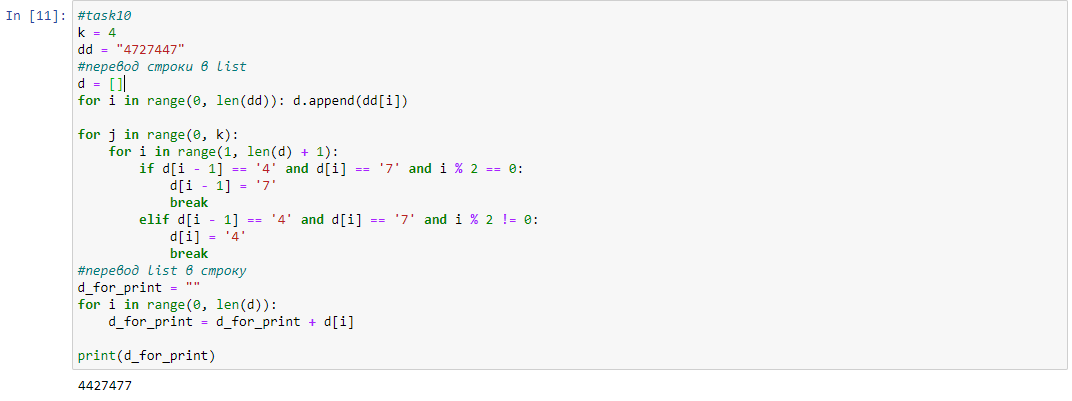 In [11]: #task10
k = 4
dd = "4727447"
#перевод строки в list
d = []
for i in range(0, len(dd)): d.append(dd[i])

for j in range(0, k):
    for i in range(1, len(d) + 1):
        if d[i - 1] == '4' and d[i] == '7' and i % 2 == 0:
            d[i - 1] = '7'
            break
        elif d[i - 1] == '4' and d[i] == '7' and i % 2 != 0:
            d[i] = '4'
            break
#перевод list в строку
d_for_print = ""
for i in range(0, len(d)):
    d_for_print = d_for_print + d[i]

print(d_for_print)
4427477